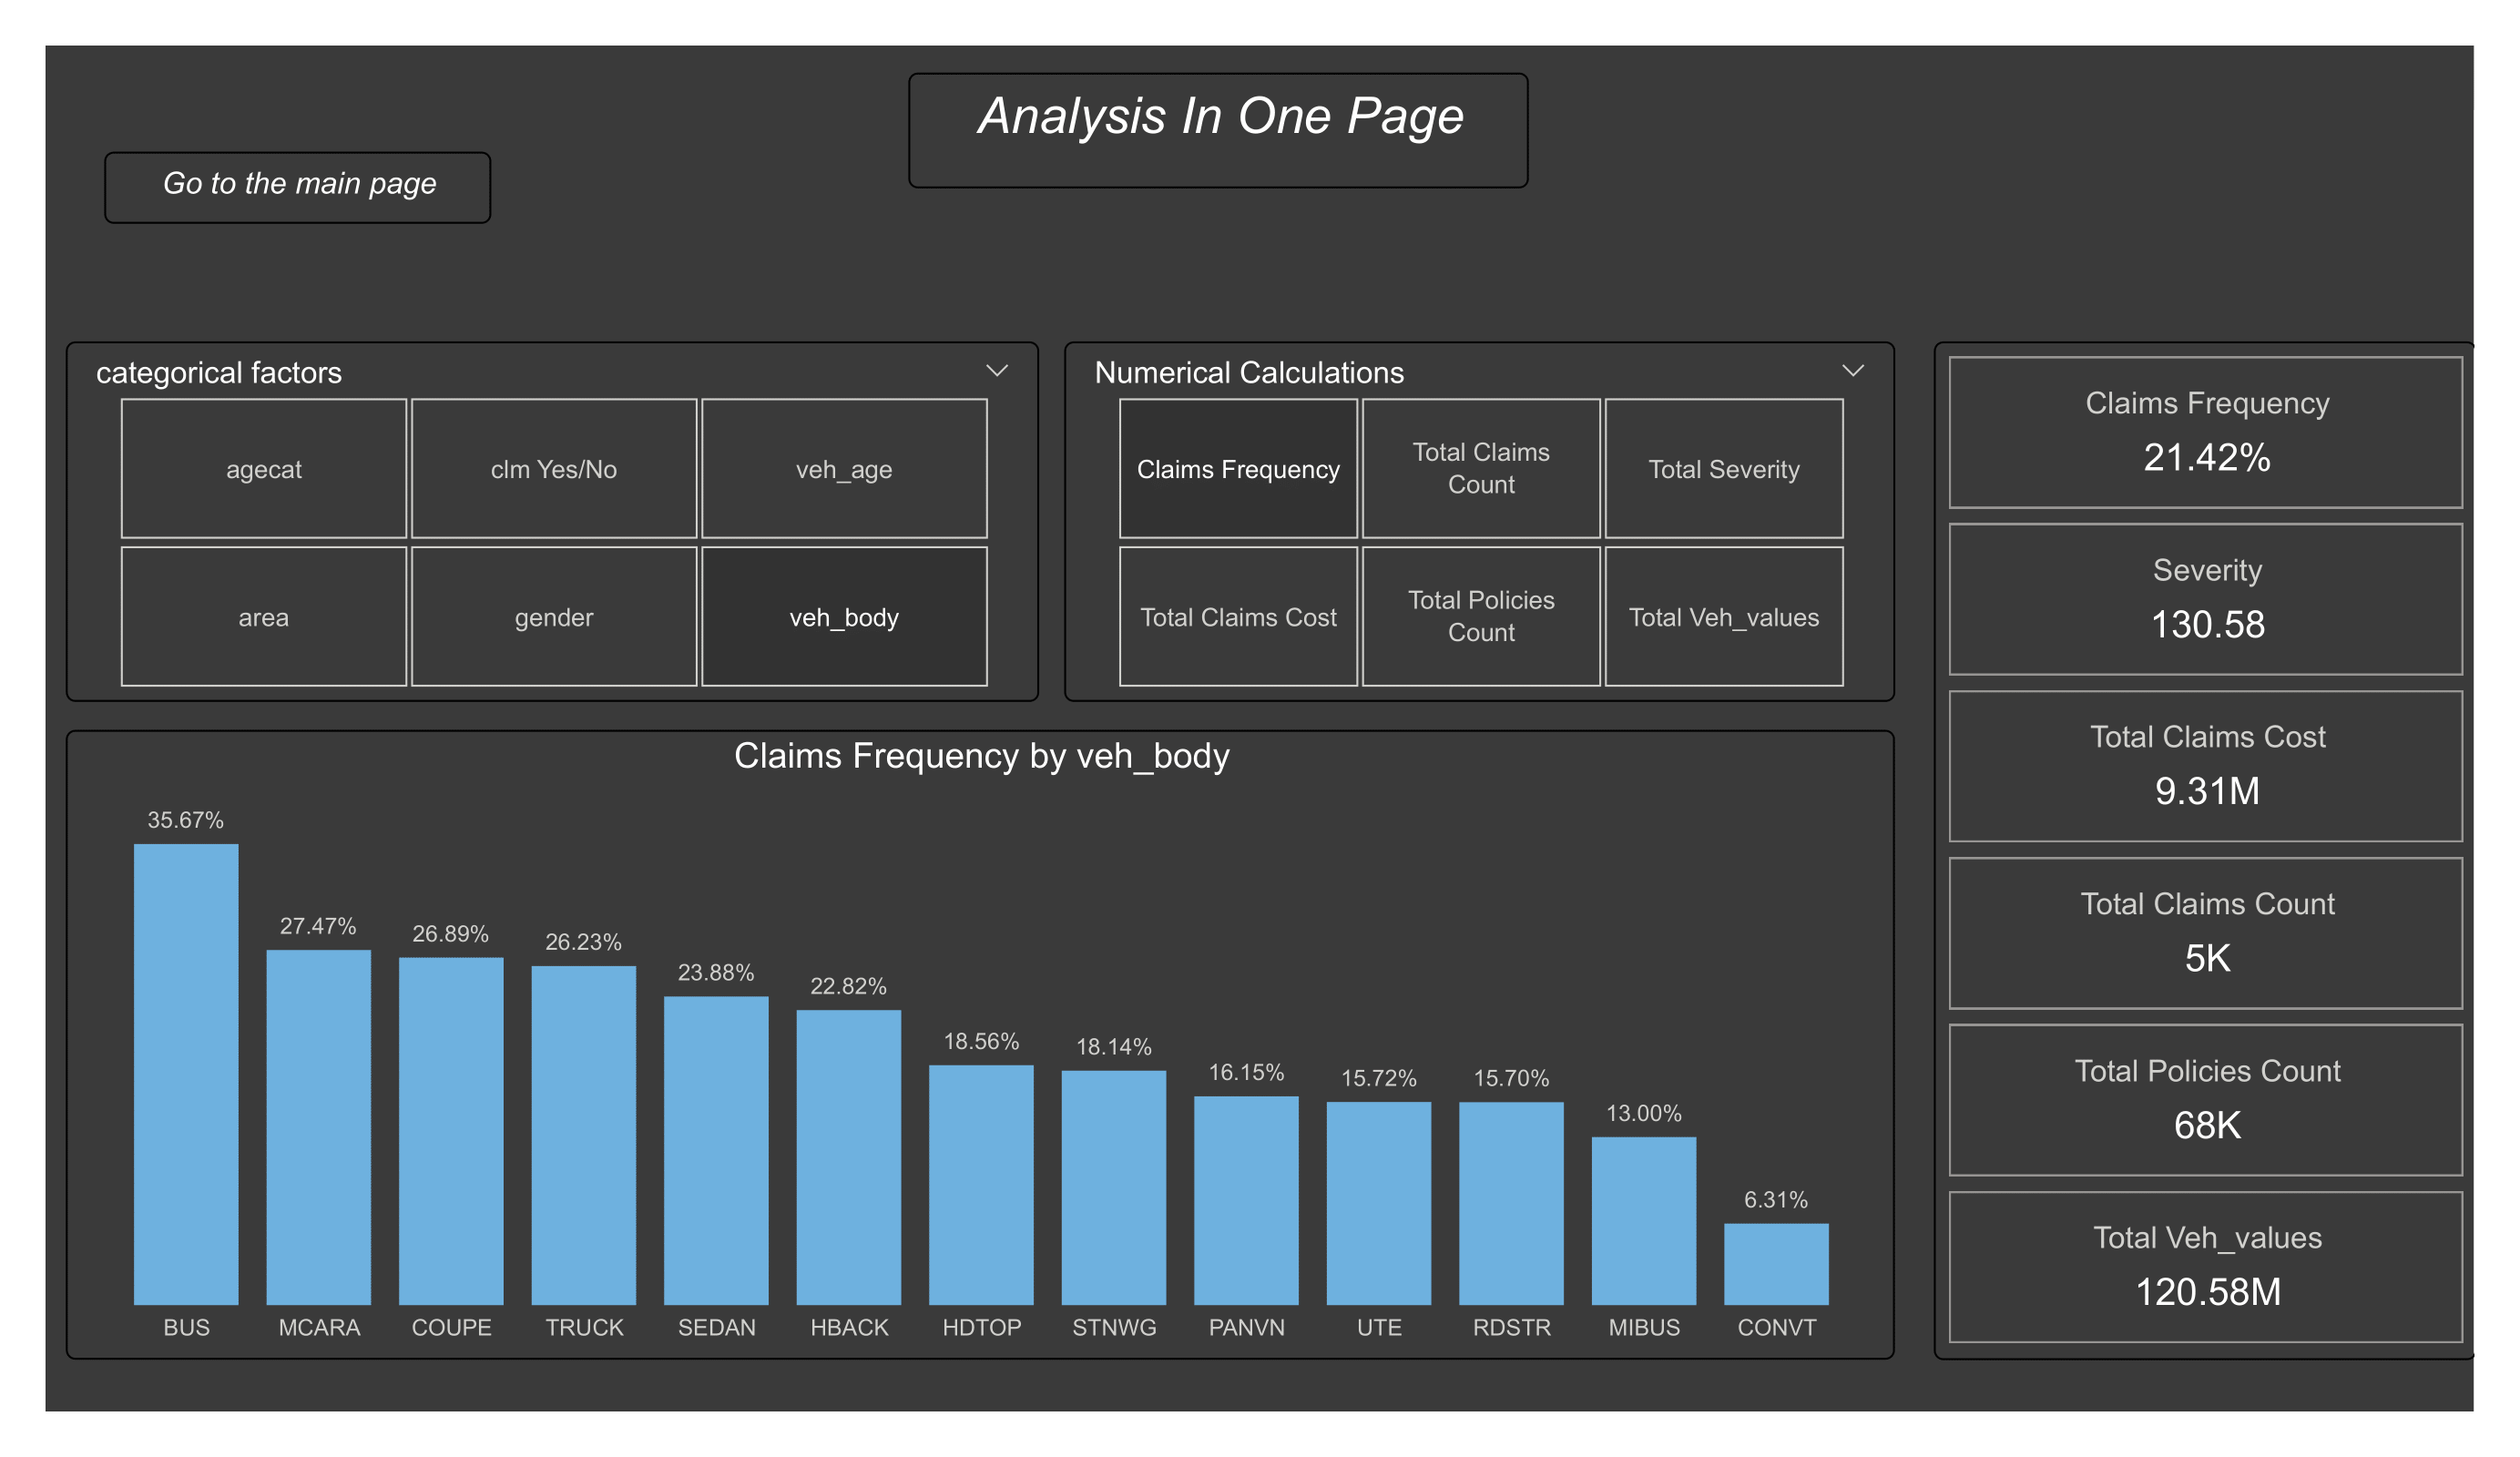 Analysis In One Page
Go to the main page
categorical factors
agecat
clm Yes/No
veh_age
area
gender
veh_body
Numerical Calculations
Claims Frequency
Total Claims
Count
Total Severity
Total Claims Cost
Total Policies
Count
Total Veh_values
Claims Frequency
21.42%
Severity
130.58
Total Claims Cost
9.31M
Total Claims Count
5K
Total Policies Count
68K
Total Veh_values
120.58M
Claims Frequency by veh_body
35.67%
27.47%
26.89%
26.23%
23.88%
22.82%
18.56%
18.14%
16.15%
15.72%
15.70%
13.00%
6.31%
BUS
MCARA
COUPE
TRUCK
SEDAN
HBACK
HDTOP
STNWG
PANVN
UTE
RDSTR
MIBUS
CONVT